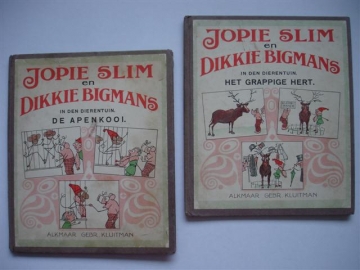 JOPIE SLIM
en
DIKKIE BIGMANS
IN DEN DIERENTUIN.
DE APENKOOI.
ALKMAAR GEBR. KLUITMAN
JOPIE SLIM
en
DIKKIE BIGMANS
IN DEN DIERENTUIN.
HET GRAPPIGE HERT.
ALKMAAR GEBR. KLUITMAN